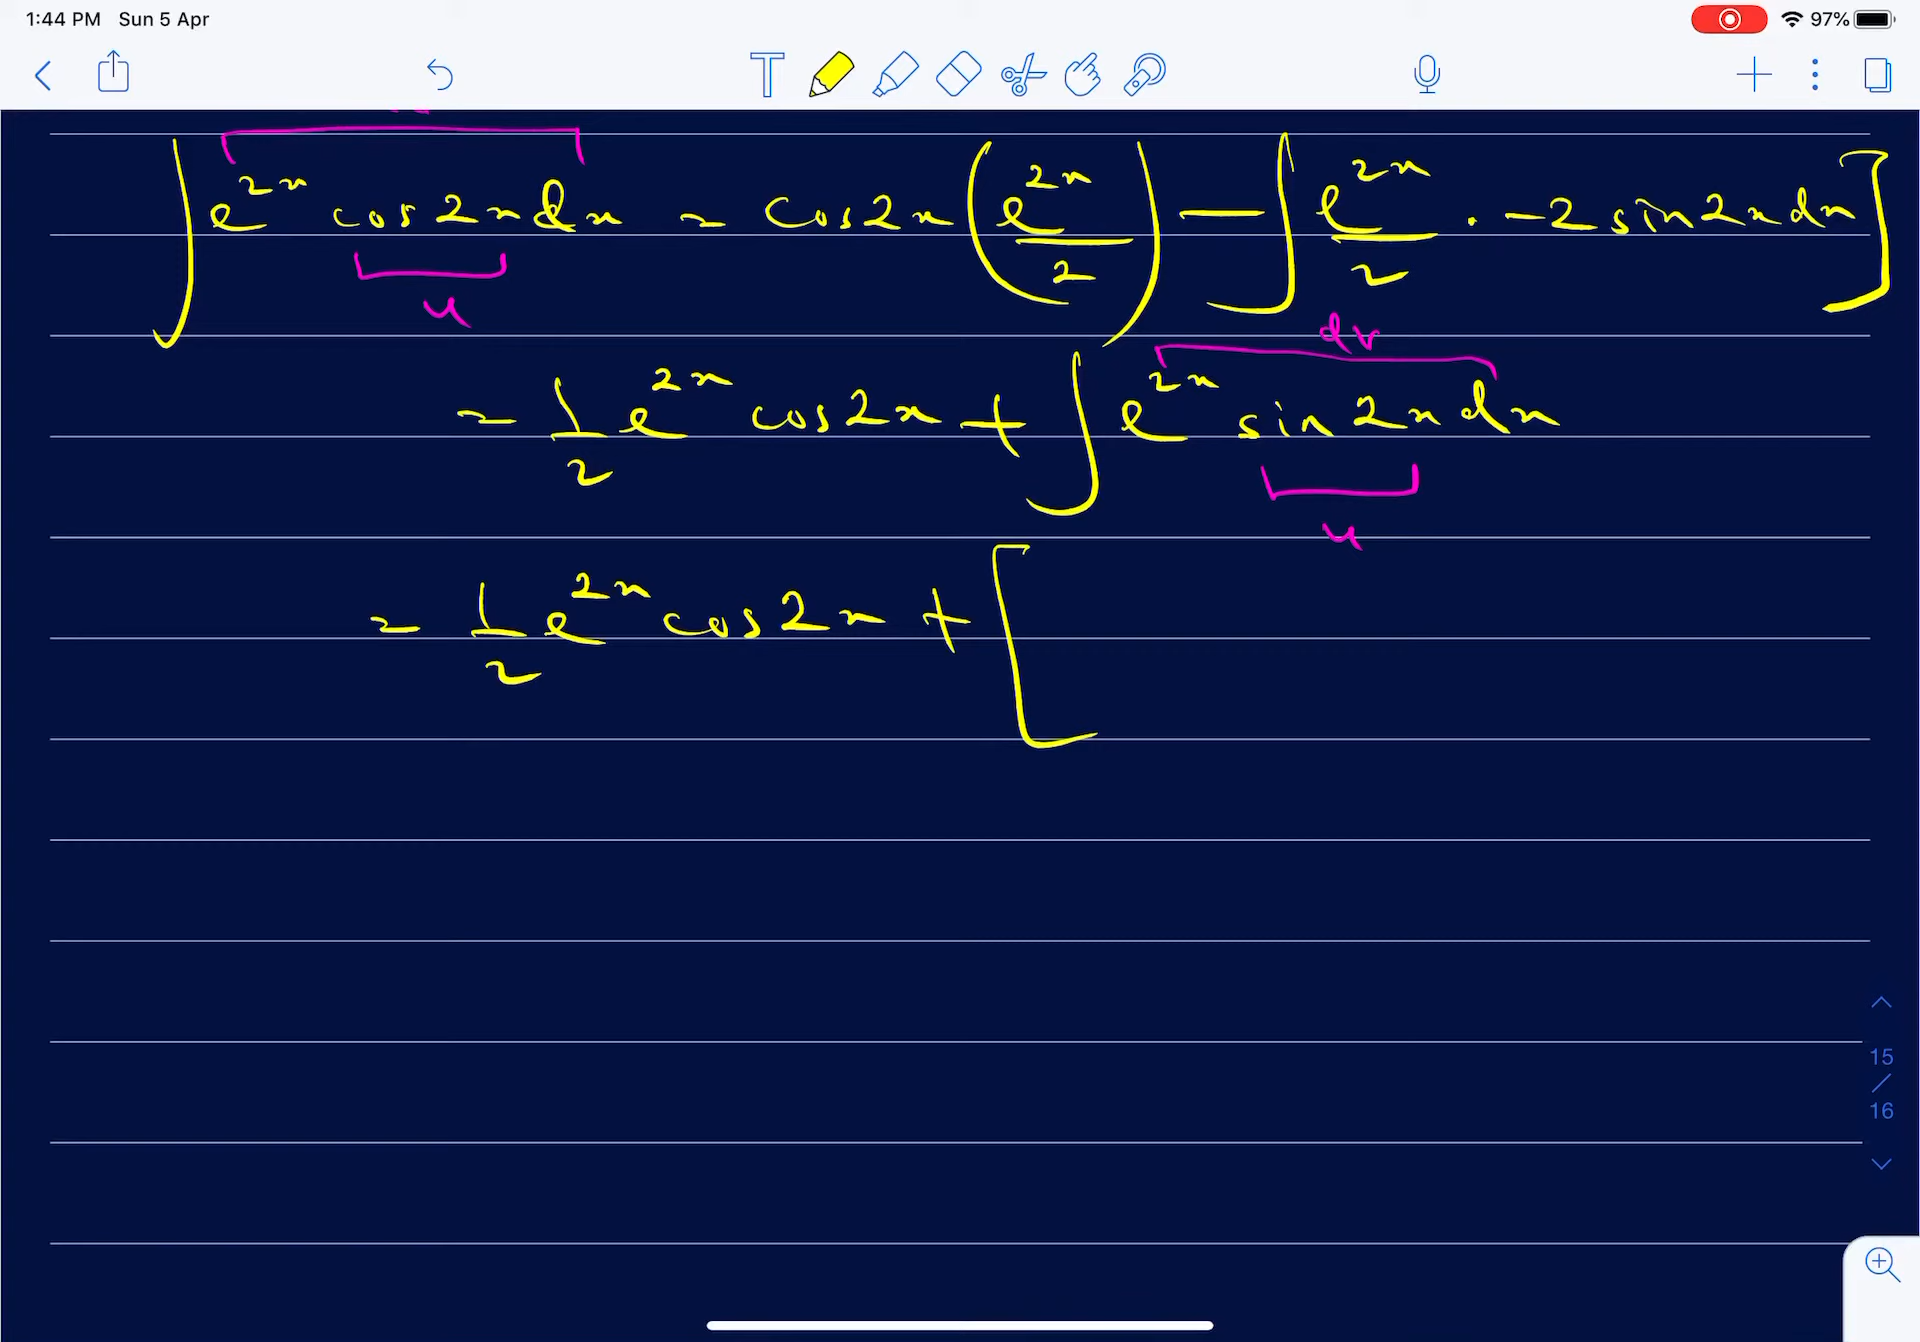 1:44 PM Sun 5 Apr 97%
T
∫ e^2x cos2x dx = cos2x (e^2x/2) - ∫ e^2x/2 . -2 sin2x dx]
u
dv
= 1/2 e^2x cos2x + ∫ e^2x sin2x dx
u
= 1/2 e^2x cos2x + [
15
/
16